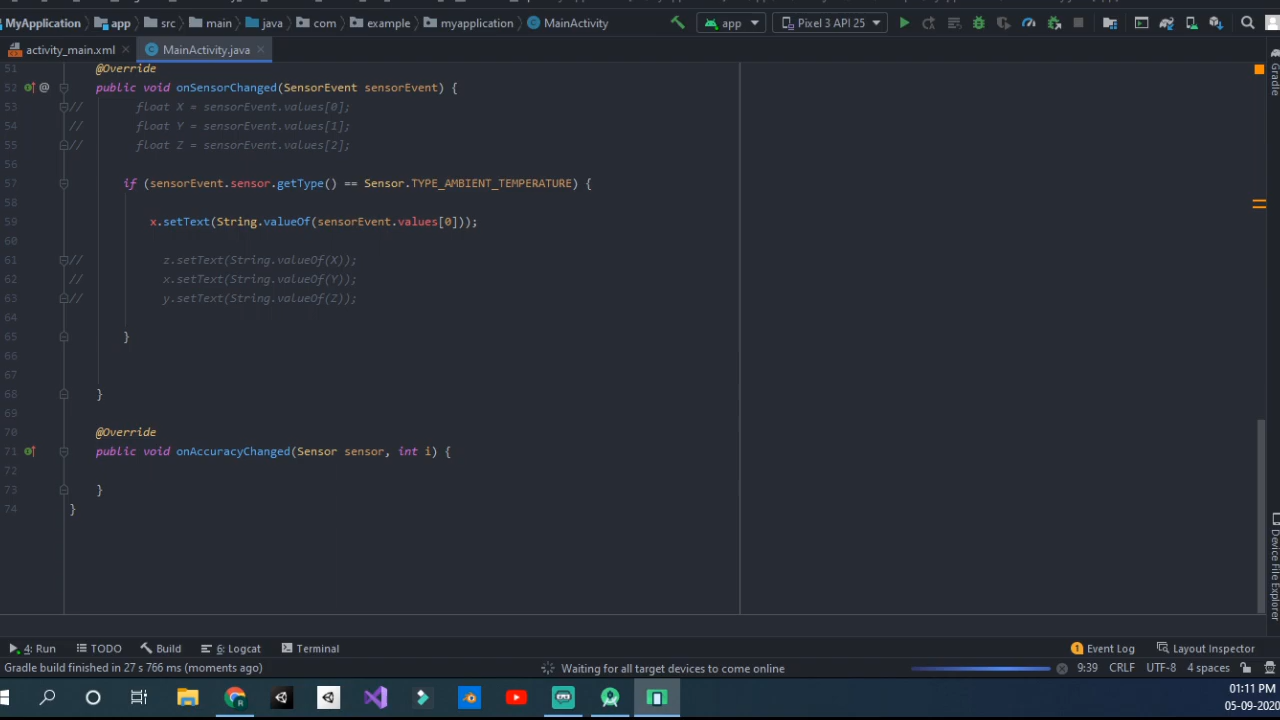 MyApplication app src main java com example myapplication MainActivity app Pixel 3 API 25
activity_main.xml MainActivity.java
51 @Override
52 public void onSensorChanged(SensorEvent sensorEvent) {
53 // float X = sensorEvent.values[0];
54 // float Y = sensorEvent.values[1];
55 // float Z = sensorEvent.values[2];
56
57 if (sensorEvent.sensor.getType() == Sensor.TYPE_AMBIENT_TEMPERATURE) {
58
59 x.setText(String.valueOf(sensorEvent.values[0]));
60
61 // z.setText(String.valueOf(X));
62 // x.setText(String.valueOf(Y));
63 // y.setText(String.valueOf(Z));
64
65 }
66
67
68 }
69
70 @Override
71 public void onAccuracyChanged(Sensor sensor, int i) {
72
73 }
74 }
Gradle
Device File Explorer
4: Run TODO Build 6: Logcat Terminal 1 Event Log Layout Inspector
Gradle build finished in 27 s 766 ms (moments ago) Waiting for all target devices to come online 9:39 CRLF UTF-8 4 spaces
01:11 PM
05-09-2020